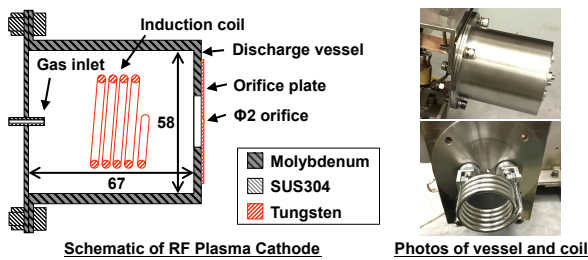 Induction coil
Discharge vessel
Gas inlet
Orifice plate
Φ2 orifice
58
67
Molybdenum
SUS304
Tungsten
Schematic of RF Plasma Cathode
Photos of vessel and coil